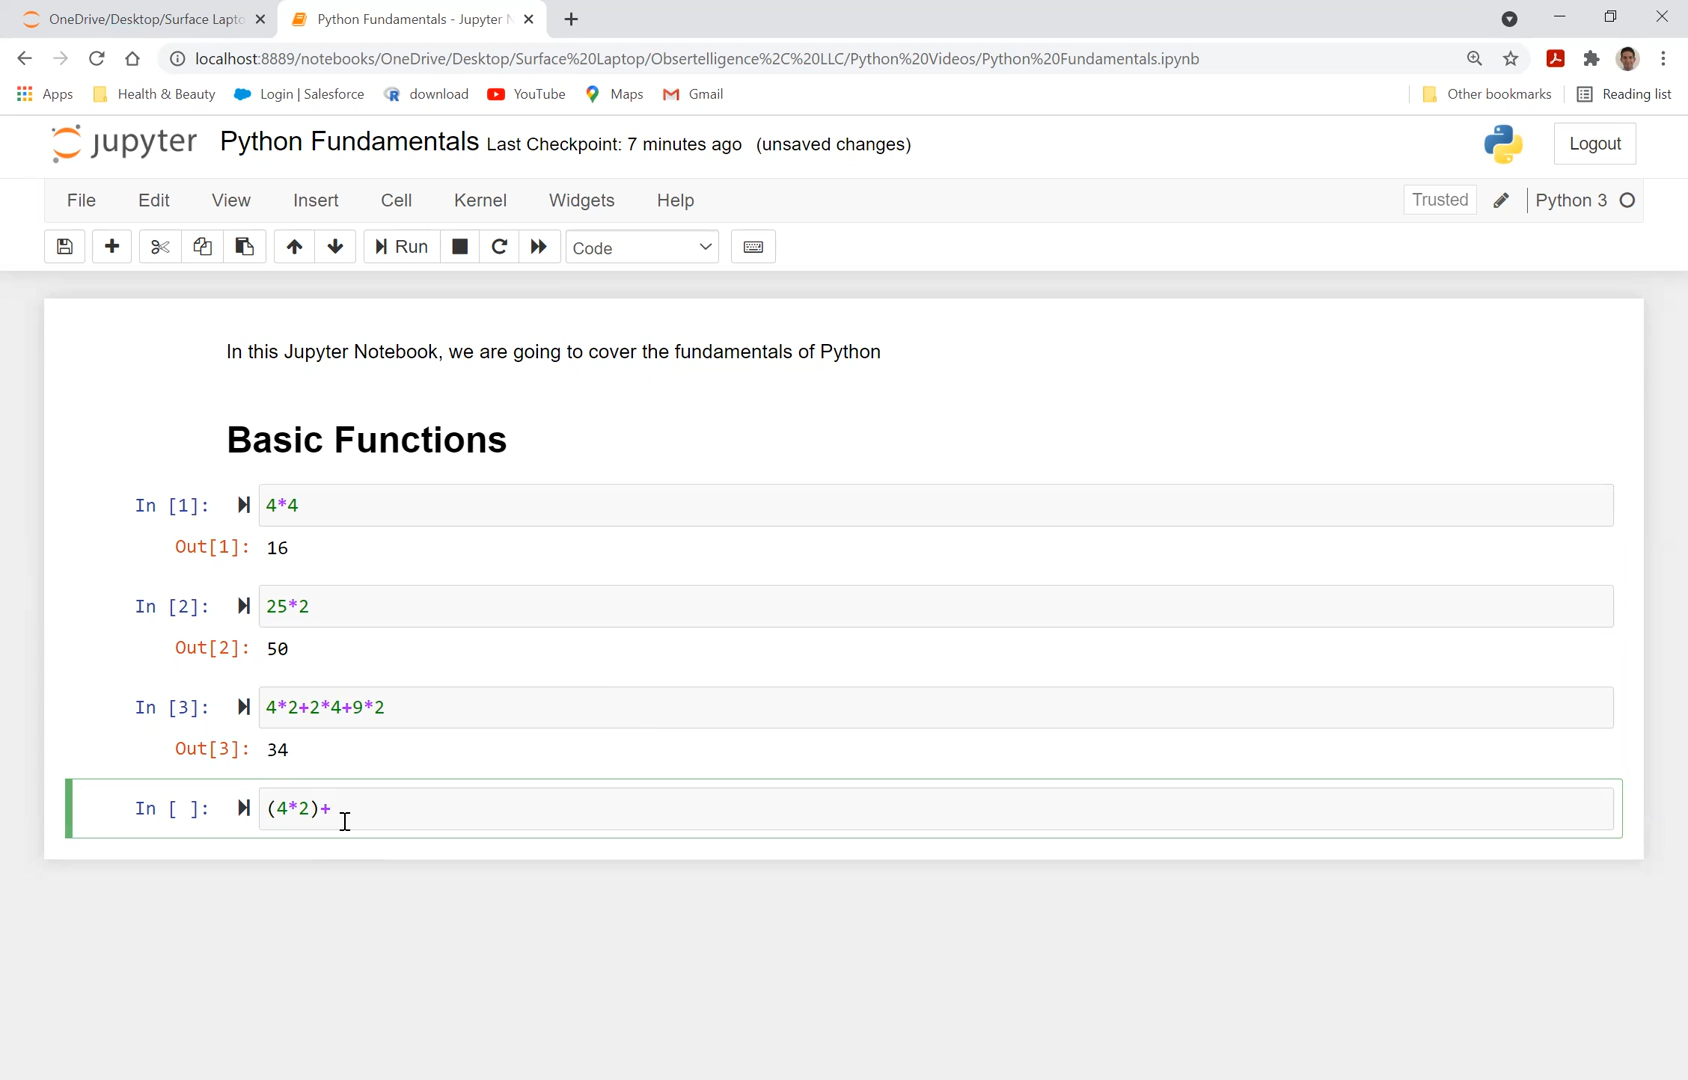 OneDrive/Desktop/Surface Lapto
Python Fundamentals - Jupyter N
localhost:8889/notebooks/OneDrive/Desktop/Surface%20Laptop/Obsertelligence%2C%20LLC/Python%20Videos/Python%20Fundamentals.ipynb
Apps Health & Beauty Login | Salesforce download YouTube Maps Gmail Other bookmarks Reading list
jupyter Python Fundamentals Last Checkpoint: 7 minutes ago (unsaved changes) Logout
File Edit View Insert Cell Kernel Widgets Help Trusted Python 3
Run Code
In this Jupyter Notebook, we are going to cover the fundamentals of Python
Basic Functions
In [1]: 4*4
Out[1]: 16
In [2]: 25*2
Out[2]: 50
In [3]: 4*2+2*4+9*2
Out[3]: 34
In [ ]: (4*2)+